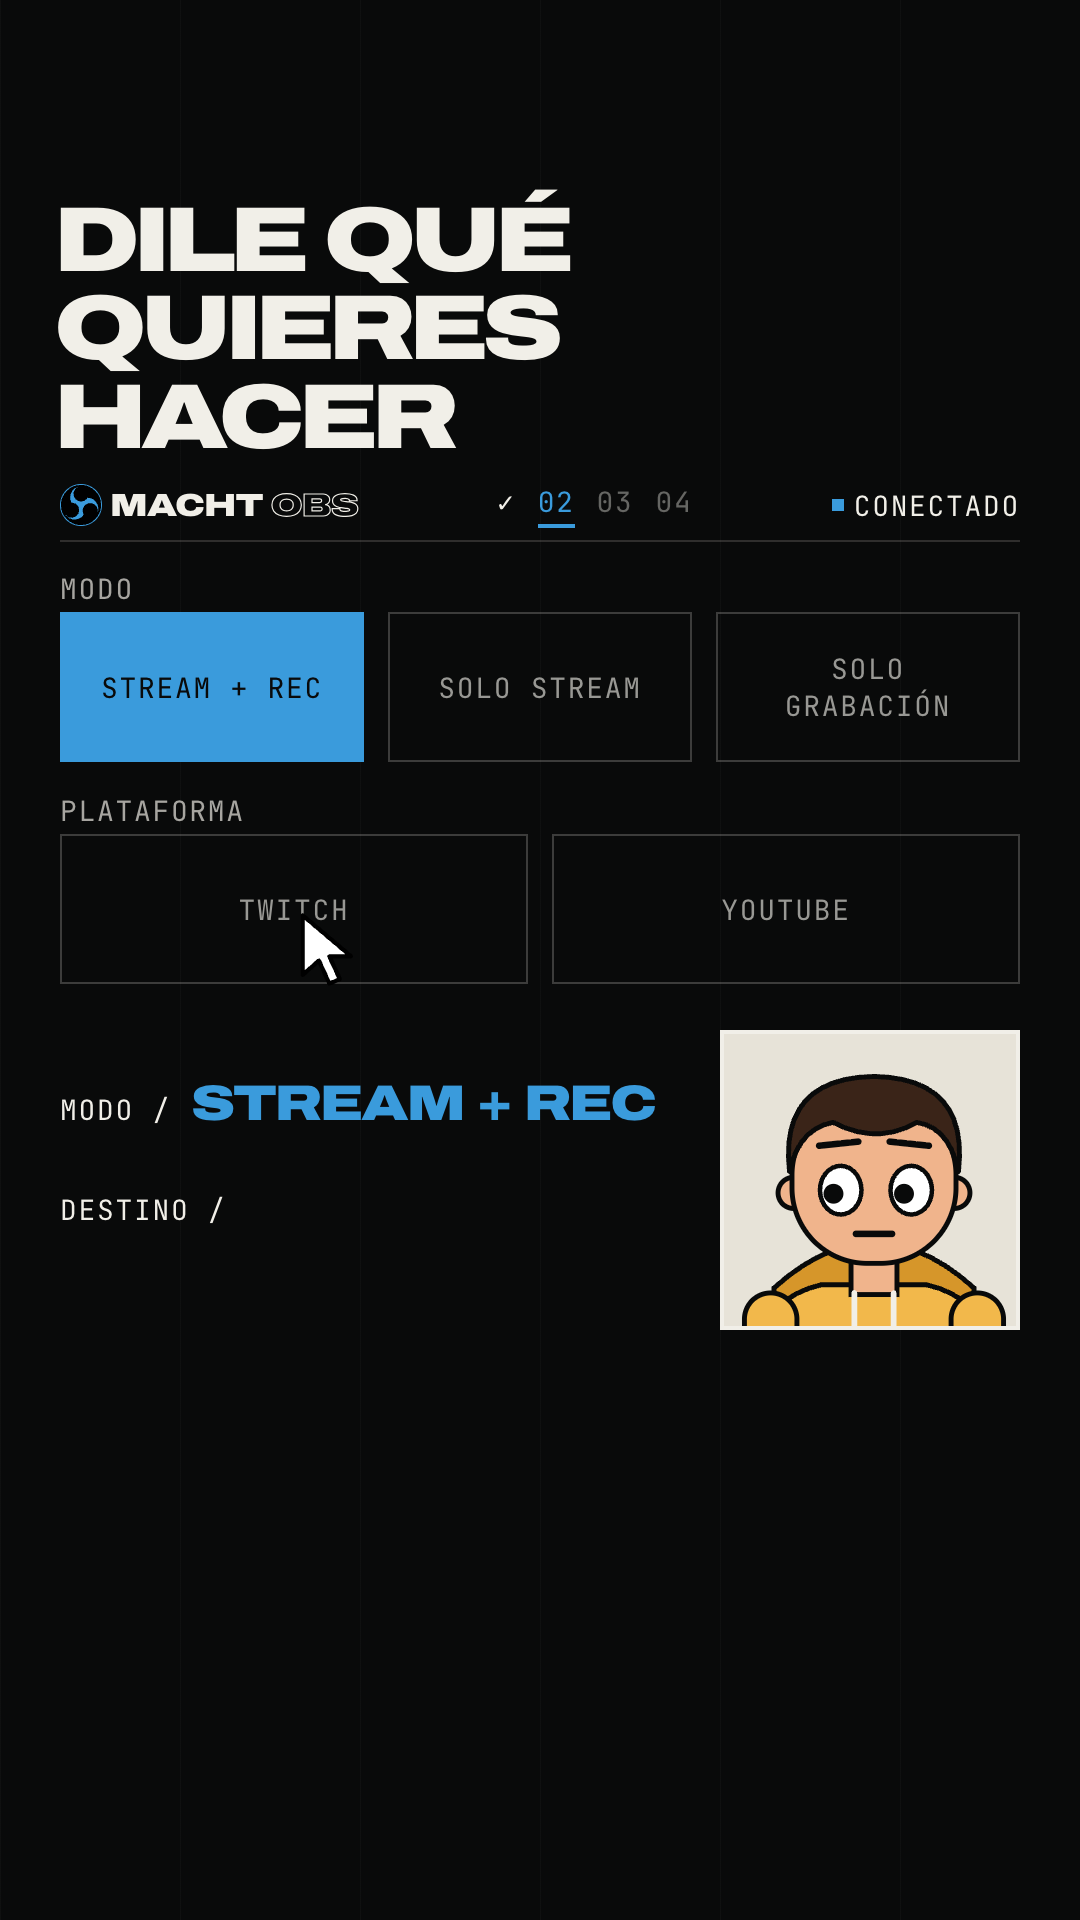 DILE QUÉ
QUIERES
HACER
MACHT OBS ✓ 02 03 04 CONECTADO
MODO
STREAM + REC
SOLO STREAM
SOLO
GRABACIÓN
PLATAFORMA
TWITCH
YOUTUBE
MODO / STREAM + REC
DESTINO /